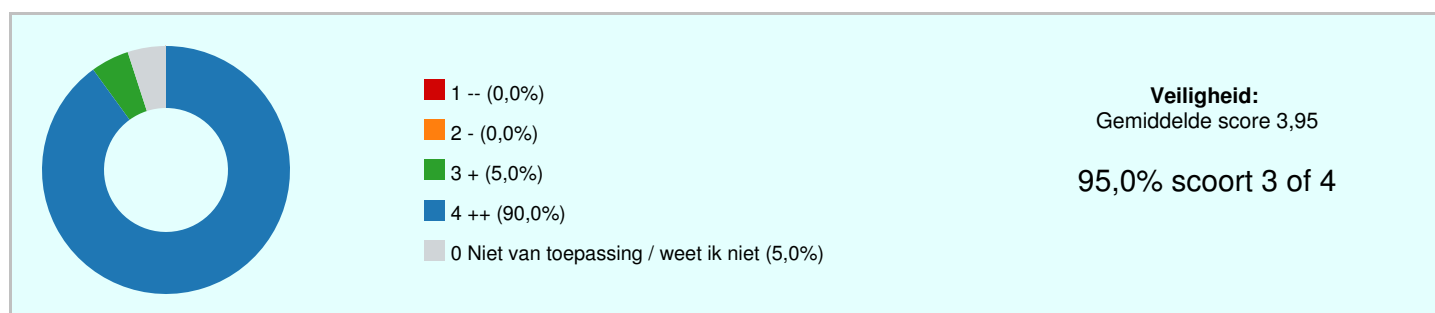 1 -- (0,0%)
2 - (0,0%)
3 + (5,0%)
4 ++ (90,0%)
0 Niet van toepassing / weet ik niet (5,0%)
Veiligheid:
Gemiddelde score 3,95
95,0% scoort 3 of 4